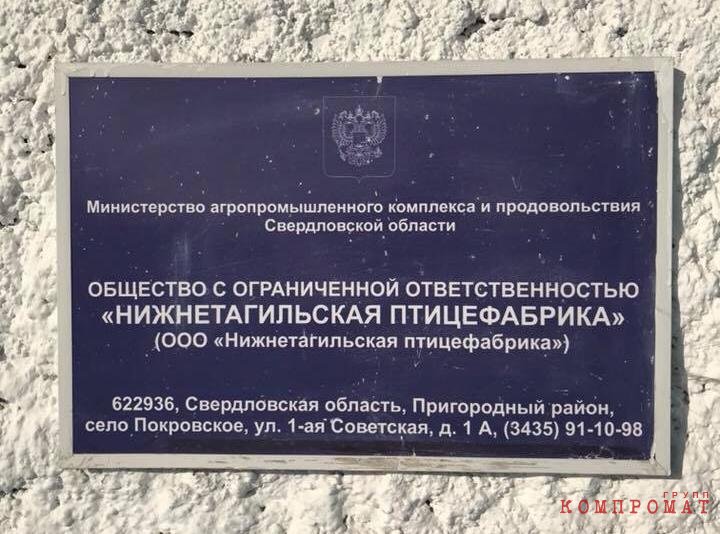 Министерство агропромышленного комплекса и продовольствия
Свердловской области
ОБЩЕСТВО С ОГРАНИЧЕННОЙ ОТВЕТСТВЕННОСТЬЮ
«НИЖНЕТАГИЛЬСКАЯ ПТИЦЕФАБРИКА»
(ООО «Нижнетагильская птицефабрика»)
622936, Свердловская область, Пригородный район,
село Покровское, ул. 1-ая Советская, д. 1 А, (3435) 91-10-98
ГРУПП
КОМПРОМАТ